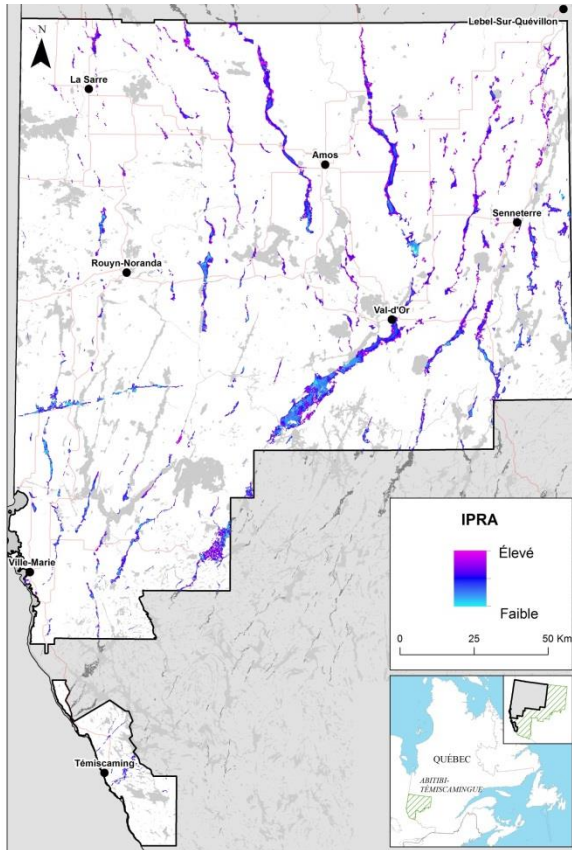 Lebel-Sur-Quévillon
N
La Sarre
Amos
Senneterre
Rouyn-Noranda
Val-d'Or
Ville-Marie
Témiscaming
IPRA
Élevé
Faible
0 25 50 Km
QUÉBEC
ABITIBI-
TÉMISCAMINGUE